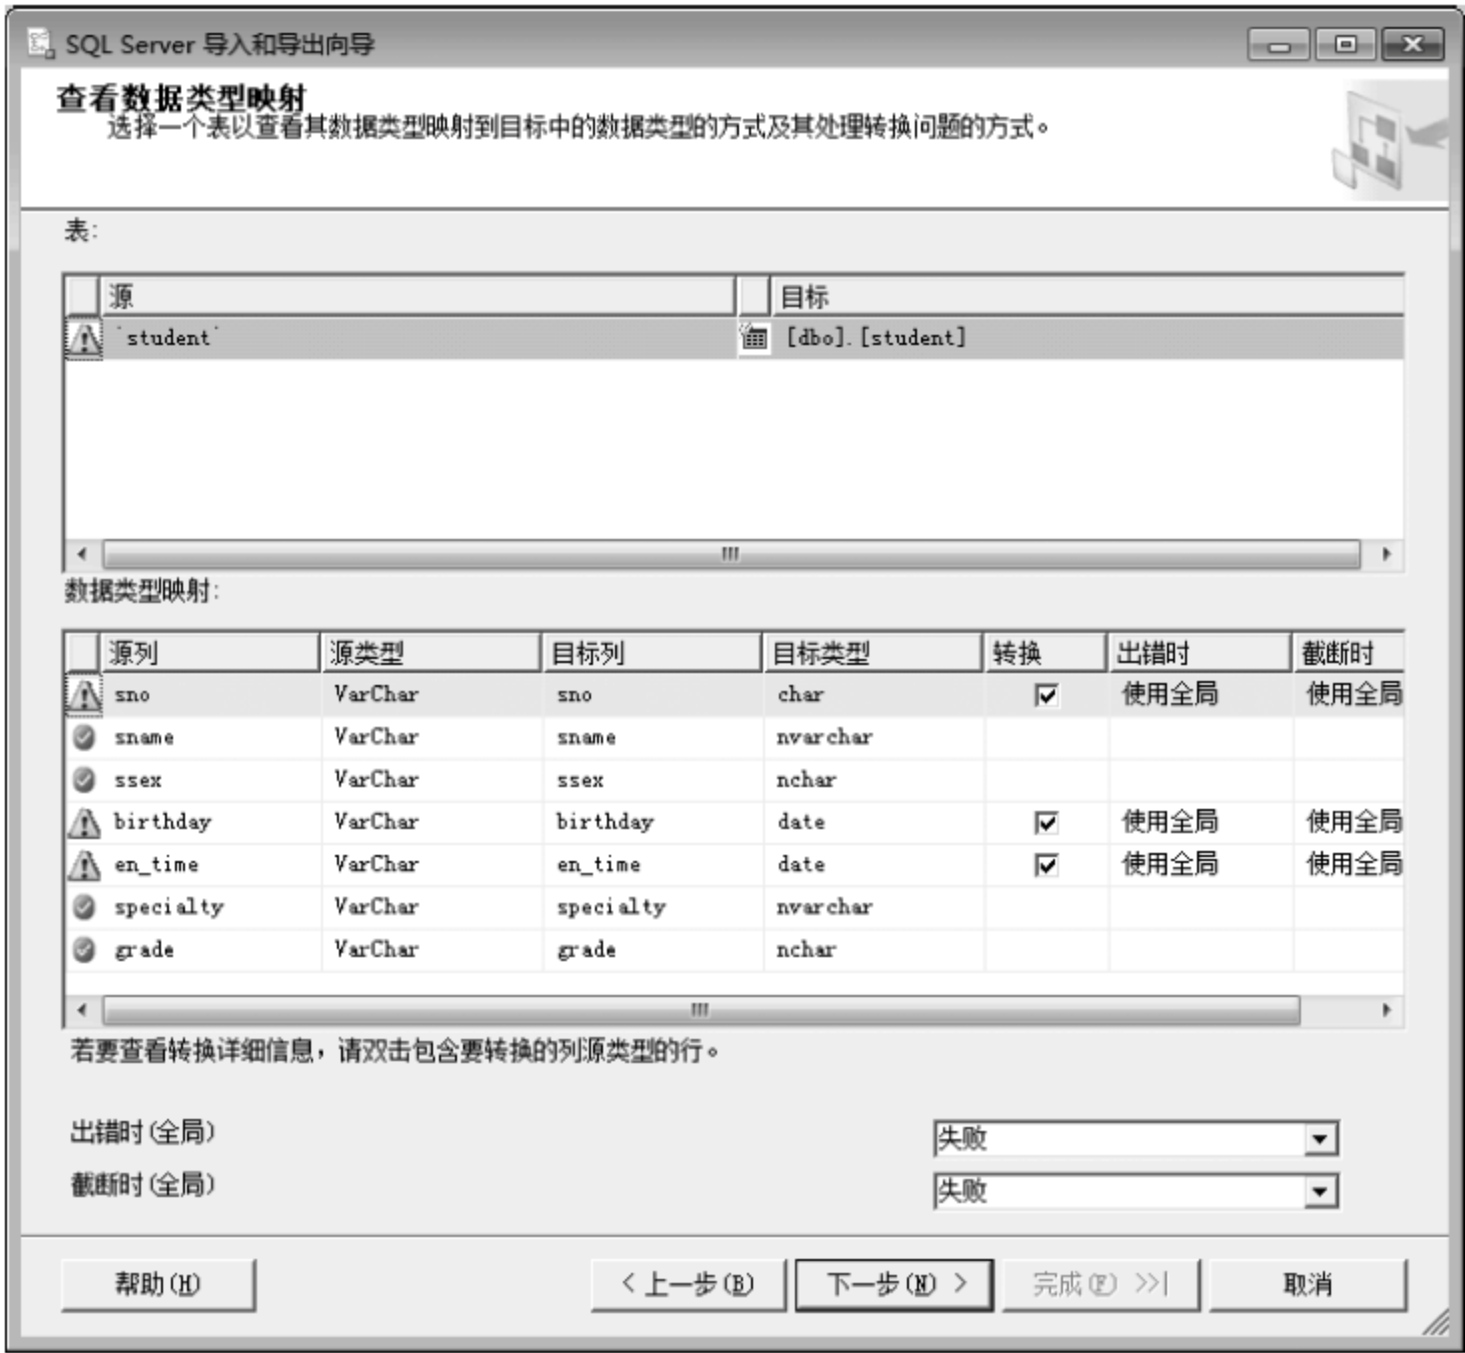 SQL Server 导入和导出向导
查看数据类型映射
选择一个表以查看其数据类型映射到目标中的数据类型的方式及其处理转换问题的方式。
表:
源 目标
`student` [dbo].[student]
数据类型映射:
源列 源类型 目标列 目标类型 转换 出错时 截断时
sno VarChar sno char 使用全局 使用全局
sname VarChar sname nvarchar
ssex VarChar ssex nchar
birthday VarChar birthday date 使用全局 使用全局
en_time VarChar en_time date 使用全局 使用全局
specialty VarChar specialty nvarchar
grade VarChar grade nchar
若要查看转换详细信息，请双击包含要转换的列源类型的行。
出错时(全局) 失败
截断时(全局) 失败
帮助(H) < 上一步(B) 下一步(N) > 完成(F) >>| 取消